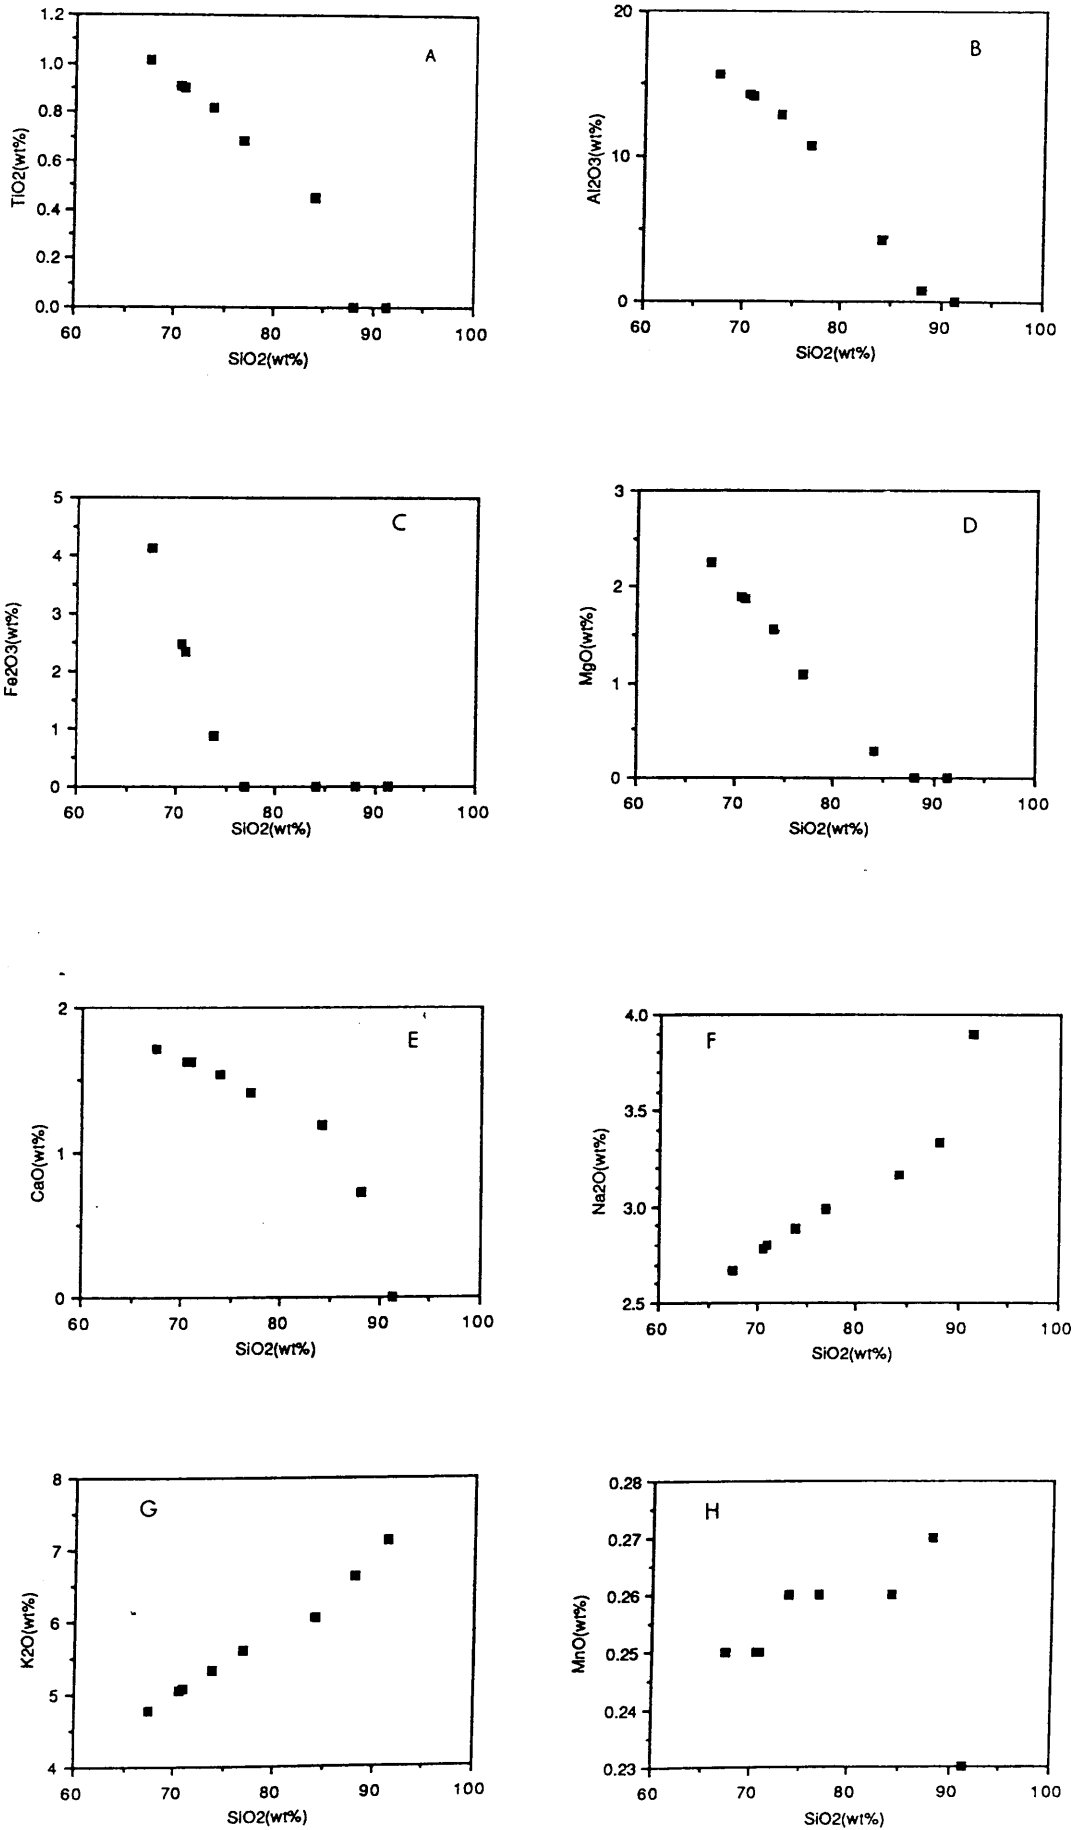 1.2
A
1.0
0.8
0.6
0.4
0.2
0.0
TiO2(wt%)
60 70 80 90 100
SiO2(wt%)
20
B
10
0
Al2O3(wt%)
60 70 80 90 100
SiO2(wt%)
5
C
4
3
2
1
0
Fe2O3(wt%)
60 70 80 90 100
SiO2(wt%)
3
D
2
1
0
MgO(wt%)
60 70 80 90 100
SiO2(wt%)
2
E
1
0
CaO(wt%)
60 70 80 90 100
SiO2(wt%)
4.0
F
3.5
3.0
2.5
Na2O(wt%)
60 70 80 90 100
SiO2(wt%)
8
G
7
6
5
4
K2O(wt%)
60 70 80 90 100
SiO2(wt%)
0.28
H
0.27
0.26
0.25
0.24
0.23
MnO(wt%)
60 70 80 90 100
SiO2(wt%)